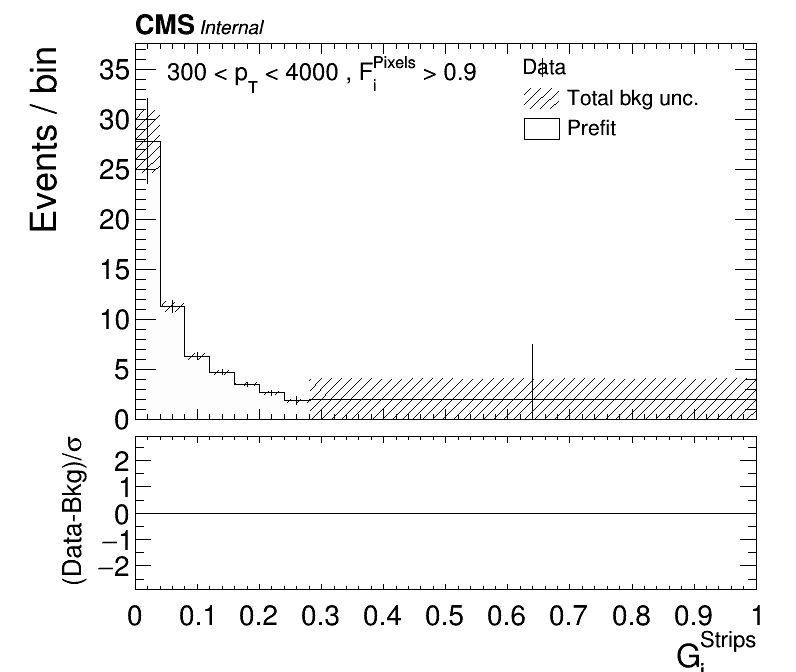 CMS Internal
300 < p_T < 4000 , F_i^Pixels > 0.9
Data
Total bkg unc.
Prefit
Events / bin
35
30
25
20
15
10
5
0
(Data-Bkg)/σ
2
1
0
−1
−2
0 0.1 0.2 0.3 0.4 0.5 0.6 0.7 0.8 0.9 1
G_i^Strips